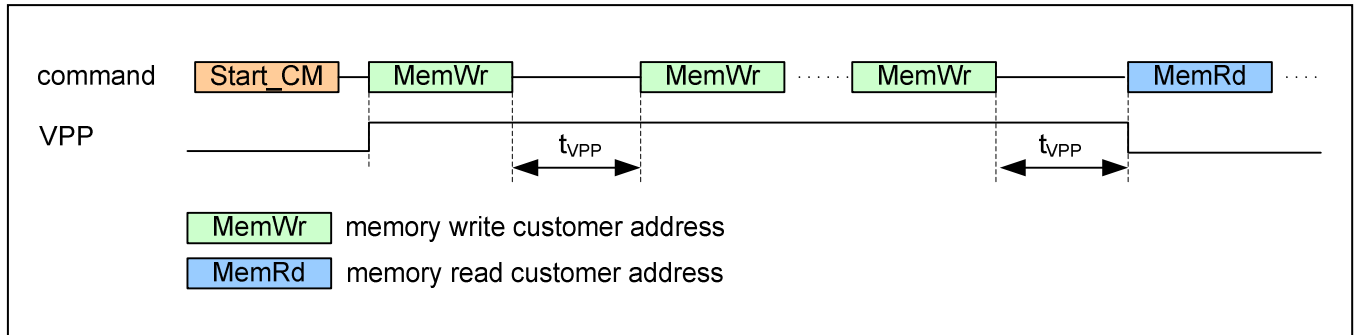 command Start_CM MemWr MemWr MemWr MemRd
VPP
tVPP tVPP
MemWr memory write customer address
MemRd memory read customer address